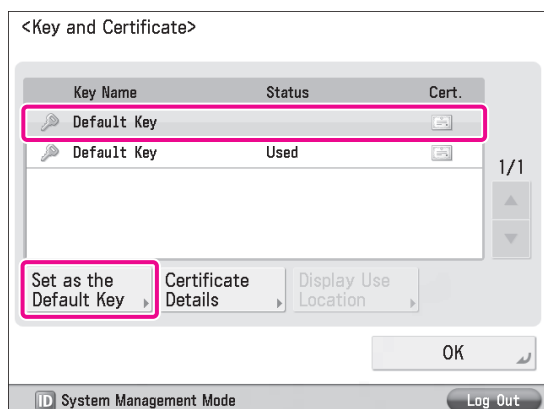 <Key and Certificate>
Key Name Status Cert.
Default Key
Default Key Used
1/1
Set as the
Default Key
Certificate
Details
Display Use
Location
OK
ID System Management Mode Log Out